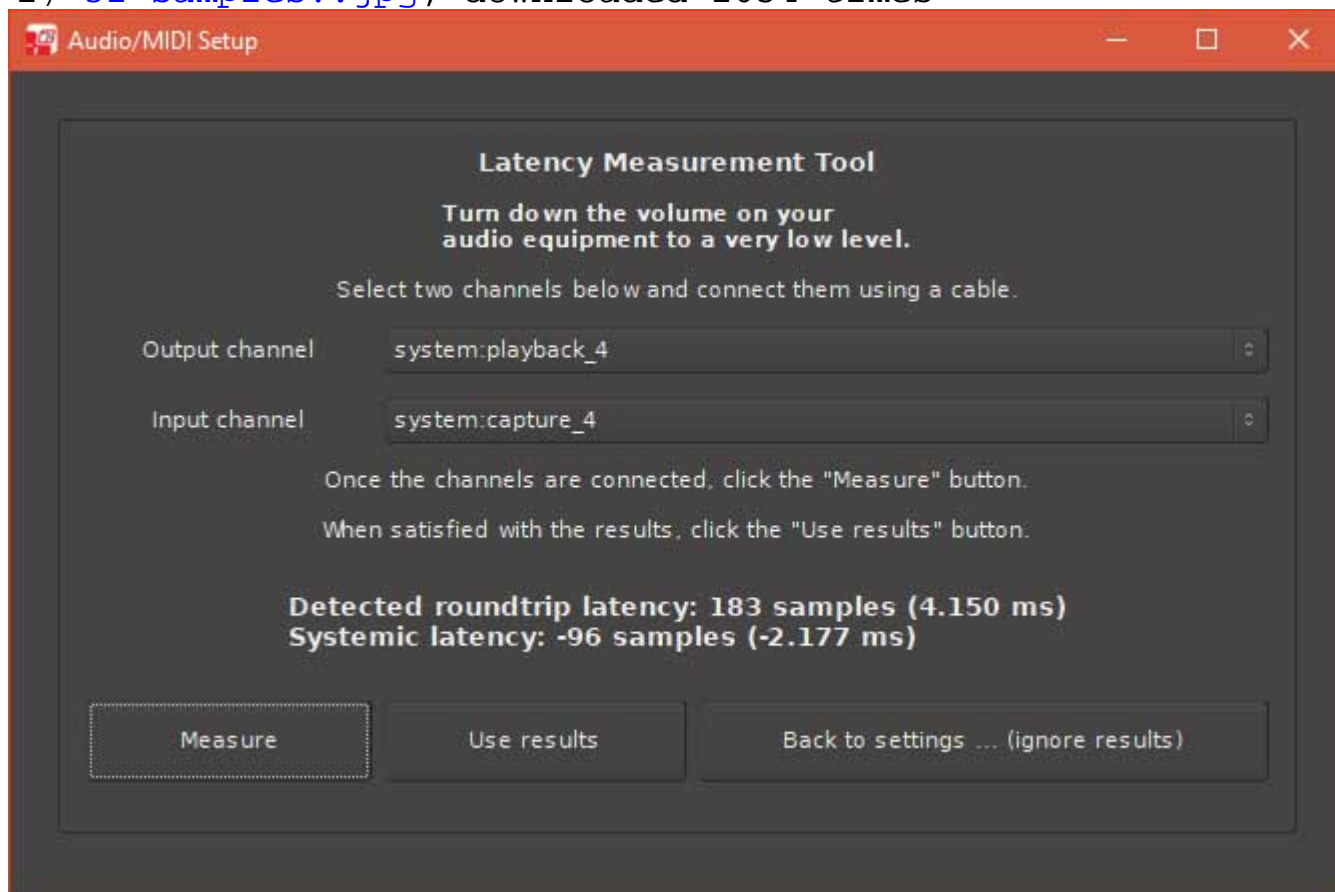 Audio/MIDI Setup
Latency Measurement Tool
Turn down the volume on your
audio equipment to a very low level.
Select two channels below and connect them using a cable.
Output channel system:playback_4
Input channel system:capture_4
Once the channels are connected, click the "Measure" button.
When satisfied with the results, click the "Use results" button.
Detected roundtrip latency: 183 samples (4.150 ms)
Systemic latency: -96 samples (-2.177 ms)
Measure Use results Back to settings ... (ignore results)